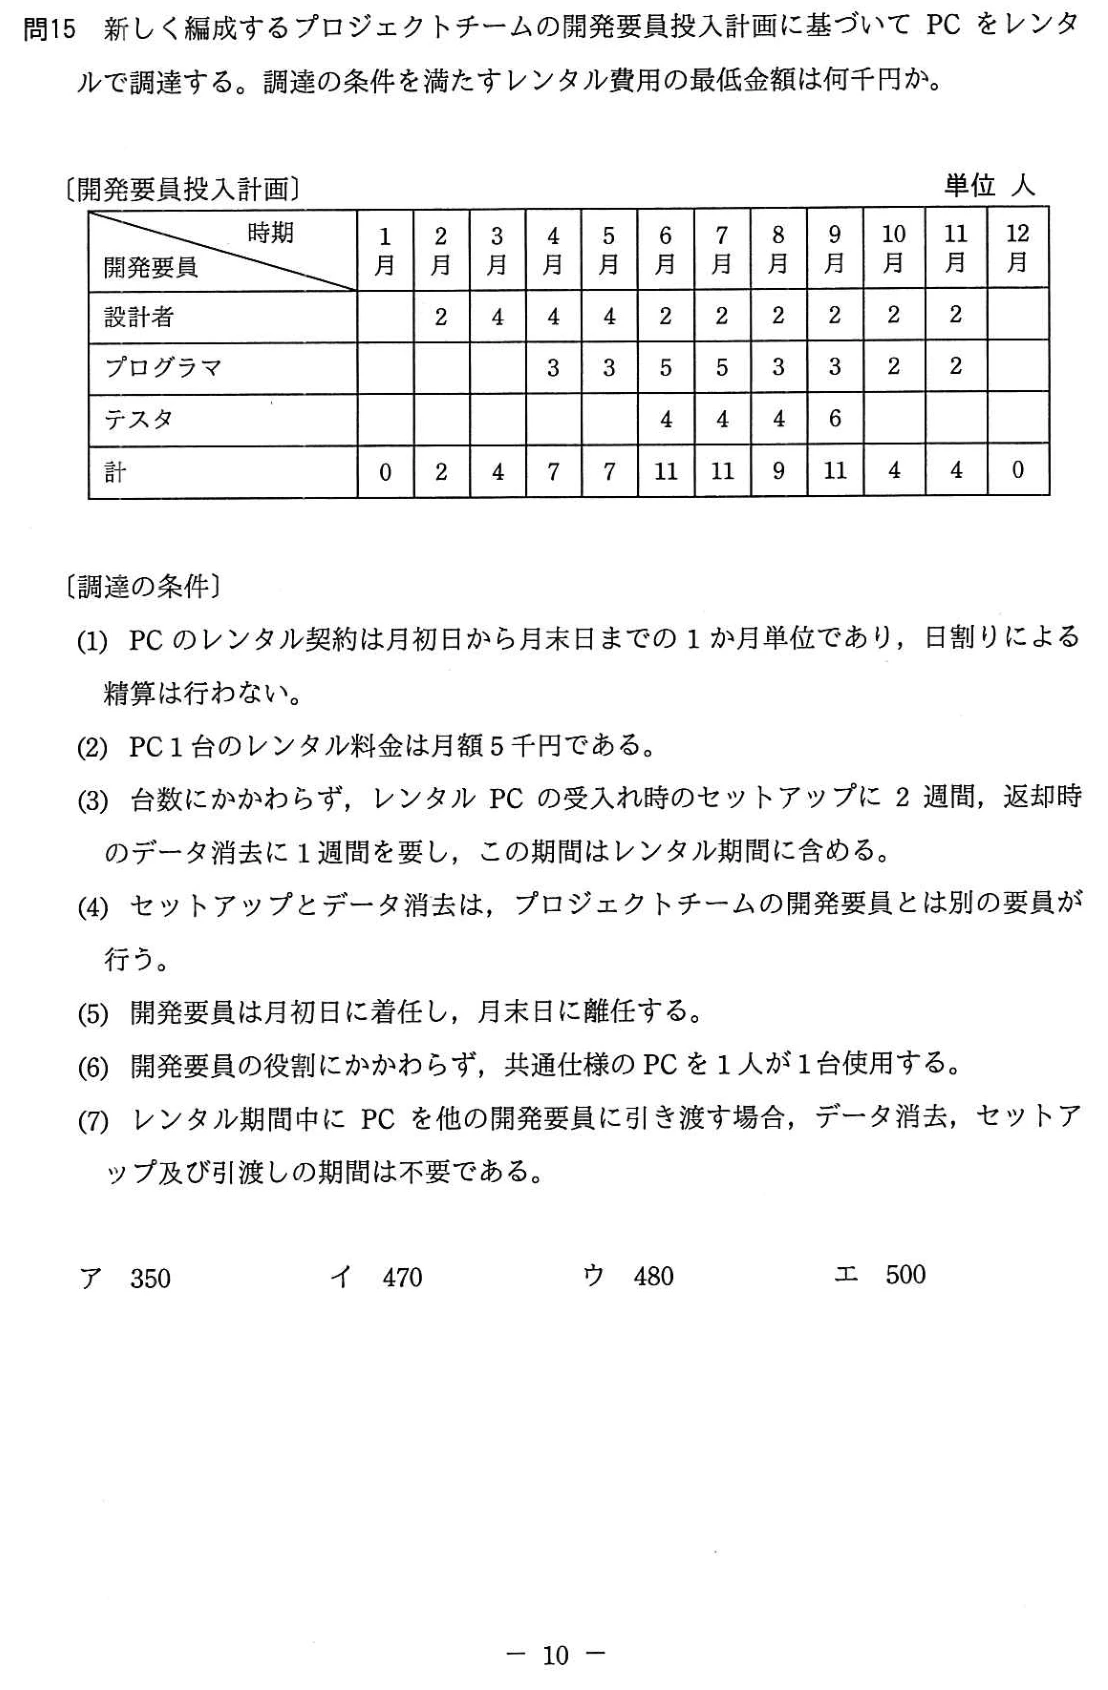 問15 新しく編成するプロジェクトチームの開発要員投入計画に基づいて PC をレンタ
ルで調達する。調達の条件を満たすレンタル費用の最低金額は何千円か。
〔開発要員投入計画〕 単位 人
時期 開発要員 1月 2月 3月 4月 5月 6月 7月 8月 9月 10月 11月 12月
設計者 2 4 4 4 2 2 2 2 2 2
プログラマ 3 3 5 5 3 3 2 2
テスタ 4 4 4 6
計 0 2 4 7 7 11 11 9 11 4 4 0
〔調達の条件〕
(1) PC のレンタル契約は月初日から月末日までの 1 か月単位であり，日割りによる
精算は行わない。
(2) PC 1 台のレンタル料金は月額 5 千円である。
(3) 台数にかかわらず，レンタル PC の受入れ時のセットアップに 2 週間，返却時
のデータ消去に 1 週間を要し，この期間はレンタル期間に含める。
(4) セットアップとデータ消去は，プロジェクトチームの開発要員とは別の要員が
行う。
(5) 開発要員は月初日に着任し，月末日に離任する。
(6) 開発要員の役割にかかわらず，共通仕様の PC を 1 人が 1 台使用する。
(7) レンタル期間中に PC を他の開発要員に引き渡す場合，データ消去，セットア
ップ及び引渡しの期間は不要である。
ア 350 イ 470 ウ 480 エ 500
－ 10 －